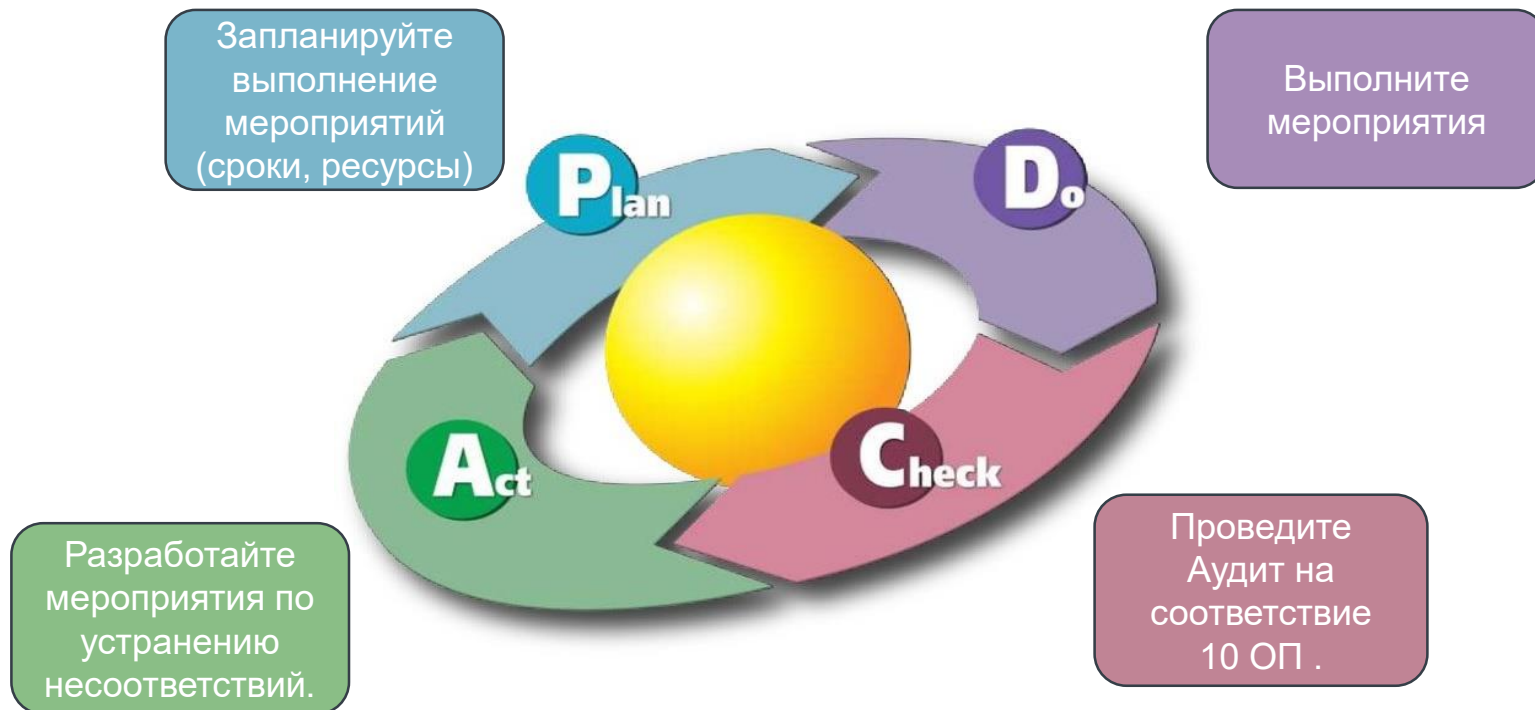 Запланируйте
выполнение
мероприятий
(сроки, ресурсы)
Выполните
мероприятия
Plan
Do
Act
Check
Разработайте
мероприятия по
устранению
несоответствий.
Проведите
Аудит на
соответствие
10 ОП .